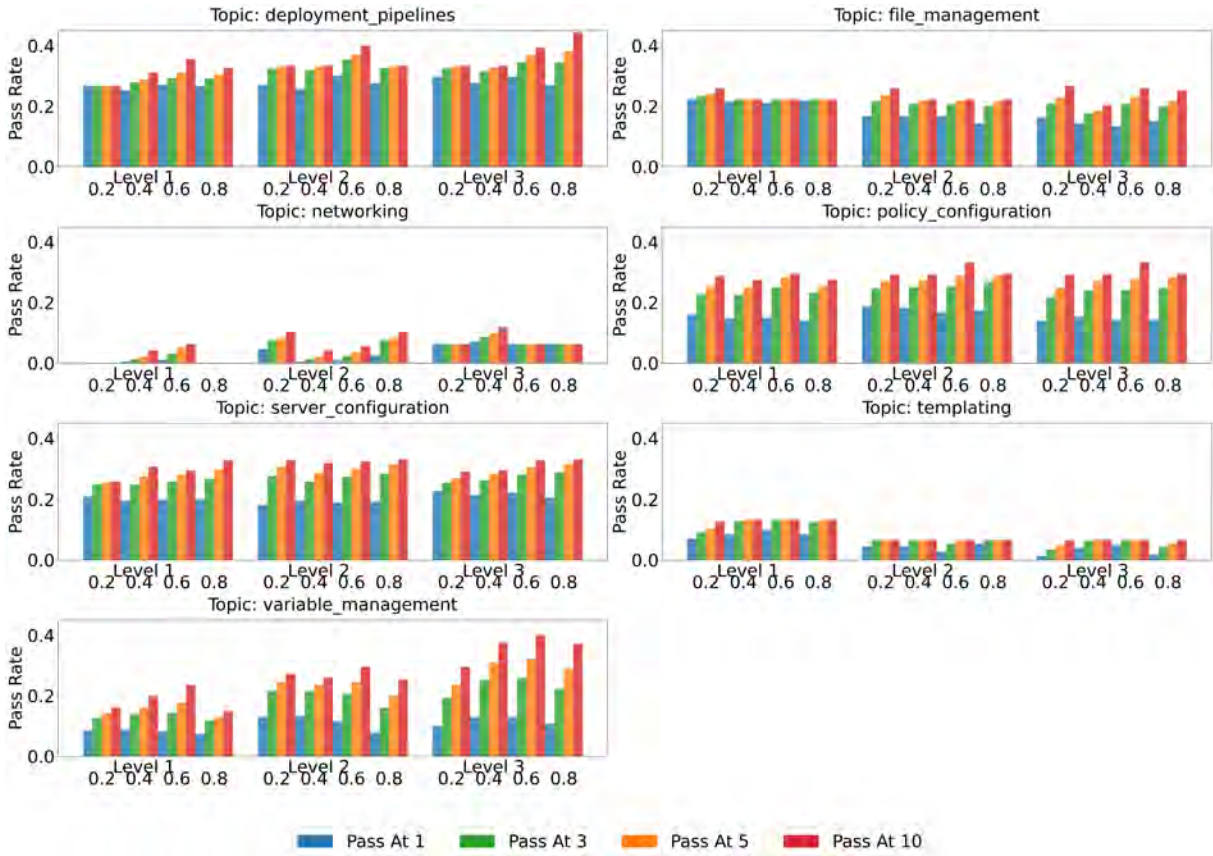 Topic: deployment_pipelines
Pass Rate
0.4
0.2
0.0
Level 1
Level 2
Level 3
0.2 0.4 0.6 0.8
0.2 0.4 0.6 0.8
0.2 0.4 0.6 0.8
Topic: file_management
Pass Rate
0.4
0.2
0.0
Level 1
Level 2
Level 3
0.2 0.4 0.6 0.8
0.2 0.4 0.6 0.8
0.2 0.4 0.6 0.8
Topic: networking
Pass Rate
0.4
0.2
0.0
Level 1
Level 2
Level 3
0.2 0.4 0.6 0.8
0.2 0.4 0.6 0.8
0.2 0.4 0.6 0.8
Topic: policy_configuration
Pass Rate
0.4
0.2
0.0
Level 1
Level 2
Level 3
0.2 0.4 0.6 0.8
0.2 0.4 0.6 0.8
0.2 0.4 0.6 0.8
Topic: server_configuration
Pass Rate
0.4
0.2
0.0
Level 1
Level 2
Level 3
0.2 0.4 0.6 0.8
0.2 0.4 0.6 0.8
0.2 0.4 0.6 0.8
Topic: templating
Pass Rate
0.4
0.2
0.0
Level 1
Level 2
Level 3
0.2 0.4 0.6 0.8
0.2 0.4 0.6 0.8
0.2 0.4 0.6 0.8
Topic: variable_management
Pass Rate
0.4
0.2
0.0
Level 1
Level 2
Level 3
0.2 0.4 0.6 0.8
0.2 0.4 0.6 0.8
0.2 0.4 0.6 0.8
Pass At 1
Pass At 3
Pass At 5
Pass At 10